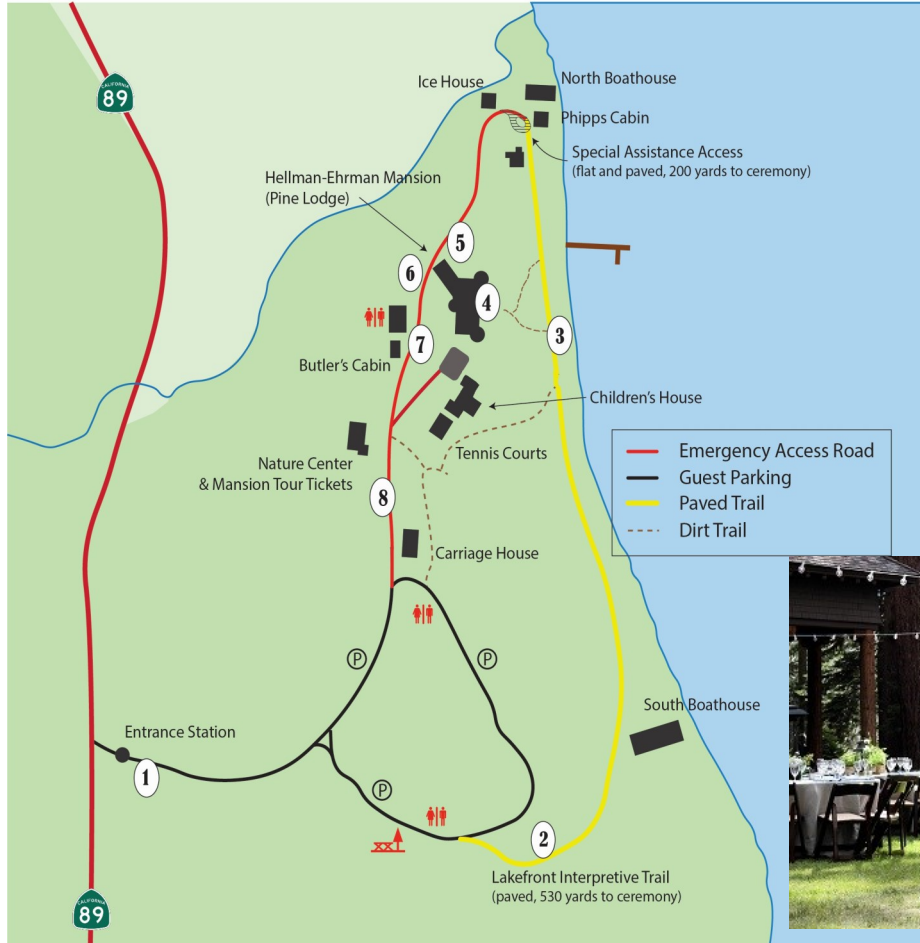 CALIFORNIA
89
Ice House
North Boathouse
Phipps Cabin
Special Assistance Access
(flat and paved, 200 yards to ceremony)
Hellman-Ehrman Mansion
(Pine Lodge)
5
6
4
3
7
Butler's Cabin
Children's House
Nature Center
& Mansion Tour Tickets
Tennis Courts
Emergency Access Road
Guest Parking
Paved Trail
Dirt Trail
8
Carriage House
P
P
South Boathouse
Entrance Station
1
P
2
Lakefront Interpretive Trail
(paved, 530 yards to ceremony)
CALIFORNIA
89